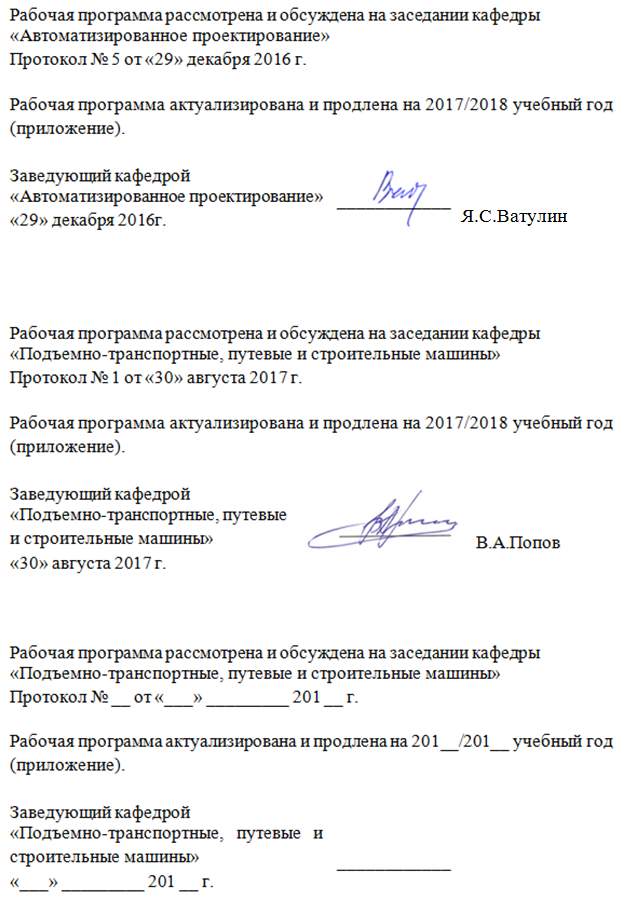 Рабочая программа рассмотрена и обсуждена на заседании кафедры
«Автоматизированное проектирование»
Протокол № 5 от «29» декабря 2016 г.
Рабочая программа актуализирована и продлена на 2017/2018 учебный год
(приложение).
Заведующий кафедрой
«Автоматизированное проектирование» ____________ Я.С.Ватулин
«29» декабря 2016г.
Рабочая программа рассмотрена и обсуждена на заседании кафедры
«Подъемно-транспортные, путевые и строительные машины»
Протокол № 1 от «30» августа 2017 г.
Рабочая программа актуализирована и продлена на 2017/2018 учебный год
(приложение).
Заведующий кафедрой
«Подъемно-транспортные, путевые
и строительные машины» ____________ В.А.Попов
«30» августа 2017 г.
Рабочая программа рассмотрена и обсуждена на заседании кафедры
«Подъемно-транспортные, путевые и строительные машины»
Протокол № __ от «___» _________ 201 __ г.
Рабочая программа актуализирована и продлена на 201__/201__ учебный год
(приложение).
Заведующий кафедрой
«Подъемно-транспортные, путевые и
строительные машины» ____________
«___» _________ 201 __ г.